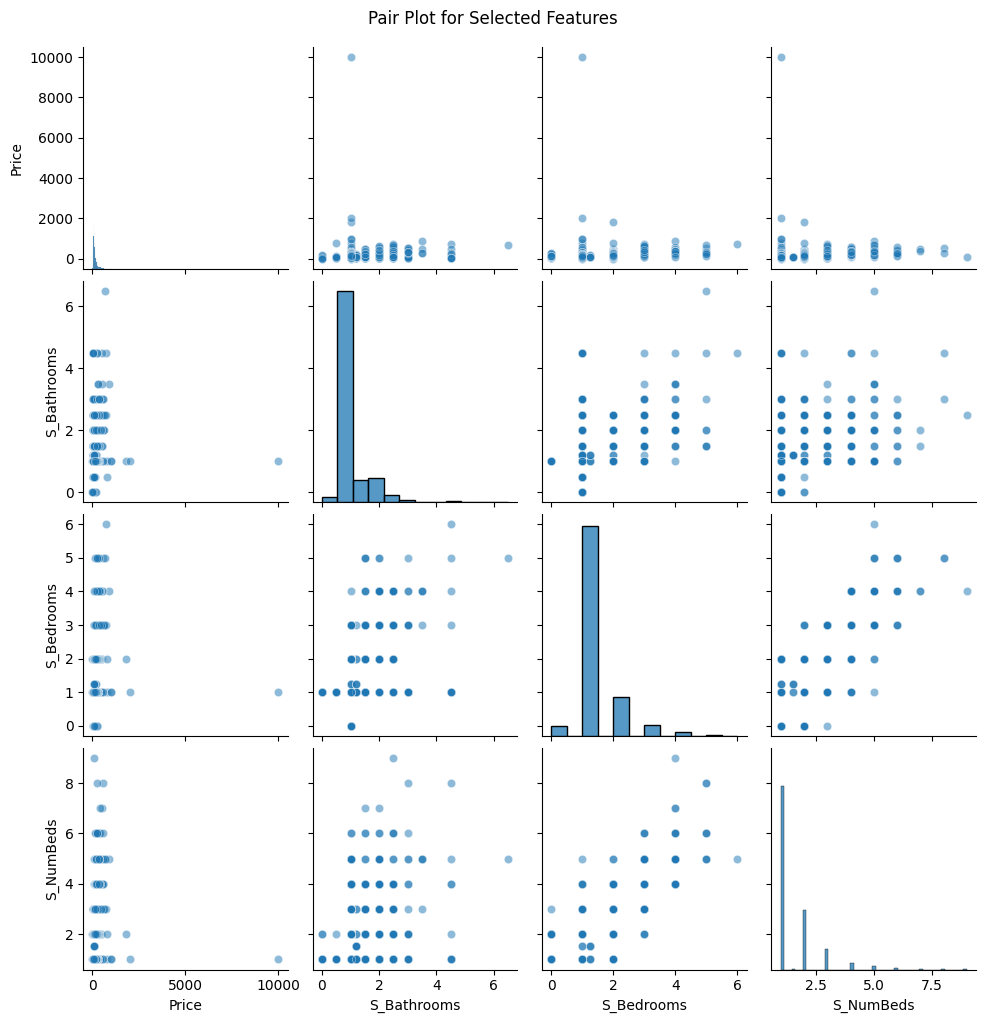 Pair Plot for Selected Features
10000
8000
6000
4000
2000
0
Price
6
4
2
0
S_Bathrooms
6
5
4
3
2
1
0
S_Bedrooms
8
6
4
2
S_NumBeds
0 5000 10000
Price
0 2 4 6
S_Bathrooms
0 2 4 6
S_Bedrooms
2.5 5.0 7.5
S_NumBeds